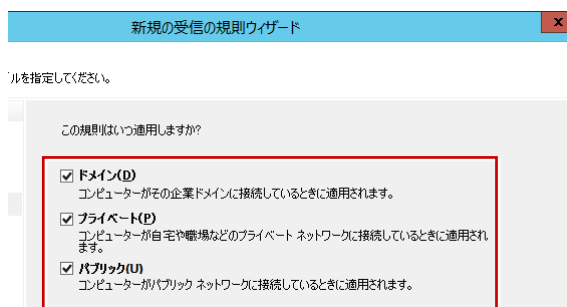 新規の受信の規則ウィザード
x
ルを指定してください。
この規則はいつ適用しますか?
ドメイン(D)
コンピューターがその企業ドメインに接続しているときに適用されます。
プライベート(P)
コンピューターが自宅や職場などのプライベート ネットワークに接続しているときに適用され
ます。
パブリック(U)
コンピューターがパブリック ネットワークに接続しているときに適用されます。